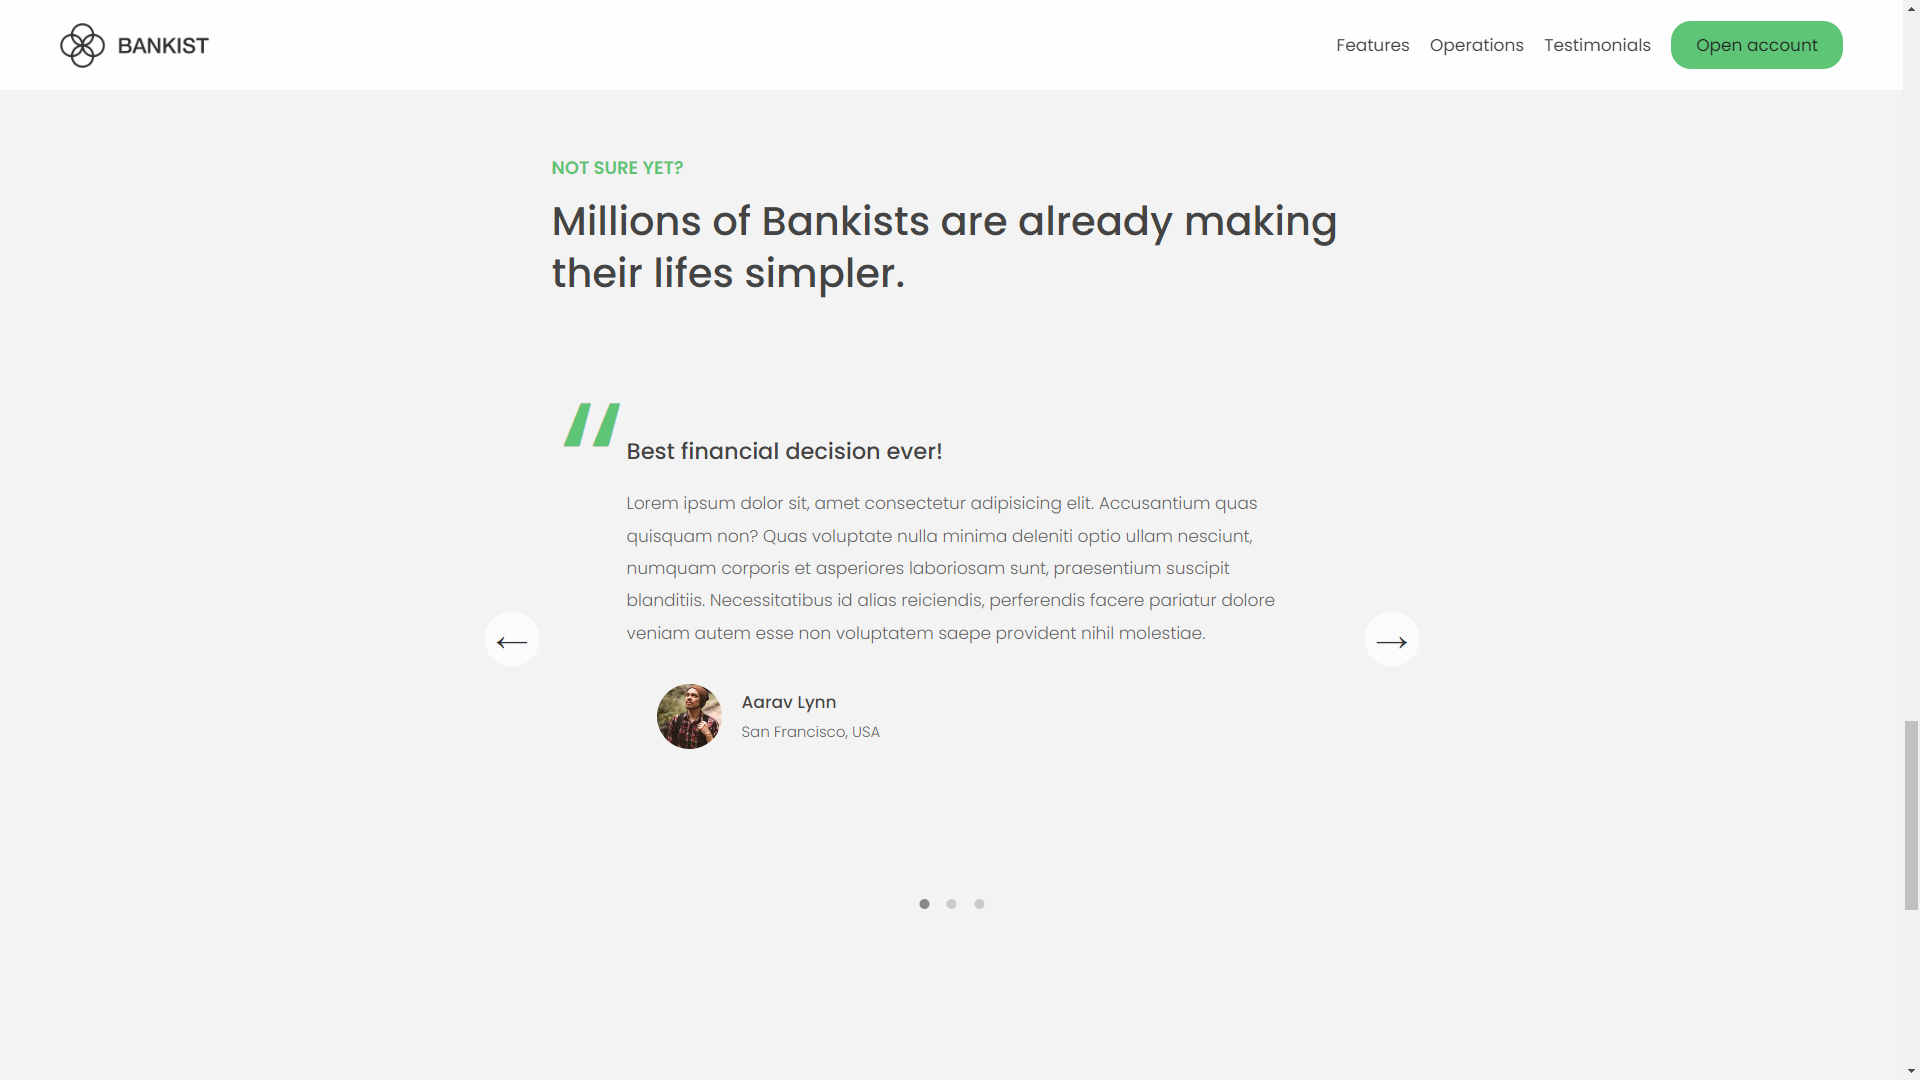 BANKIST
Features Operations Testimonials Open account
NOT SURE YET?
Millions of Bankists are already making
their lifes simpler.
Best financial decision ever!
Lorem ipsum dolor sit, amet consectetur adipisicing elit. Accusantium quas
quisquam non? Quas voluptate nulla minima deleniti optio ullam nesciunt,
numquam corporis et asperiores laboriosam sunt, praesentium suscipit
blanditiis. Necessitatibus id alias reiciendis, perferendis facere pariatur dolore
veniam autem esse non voluptatem saepe provident nihil molestiae.
Aarav Lynn
San Francisco, USA